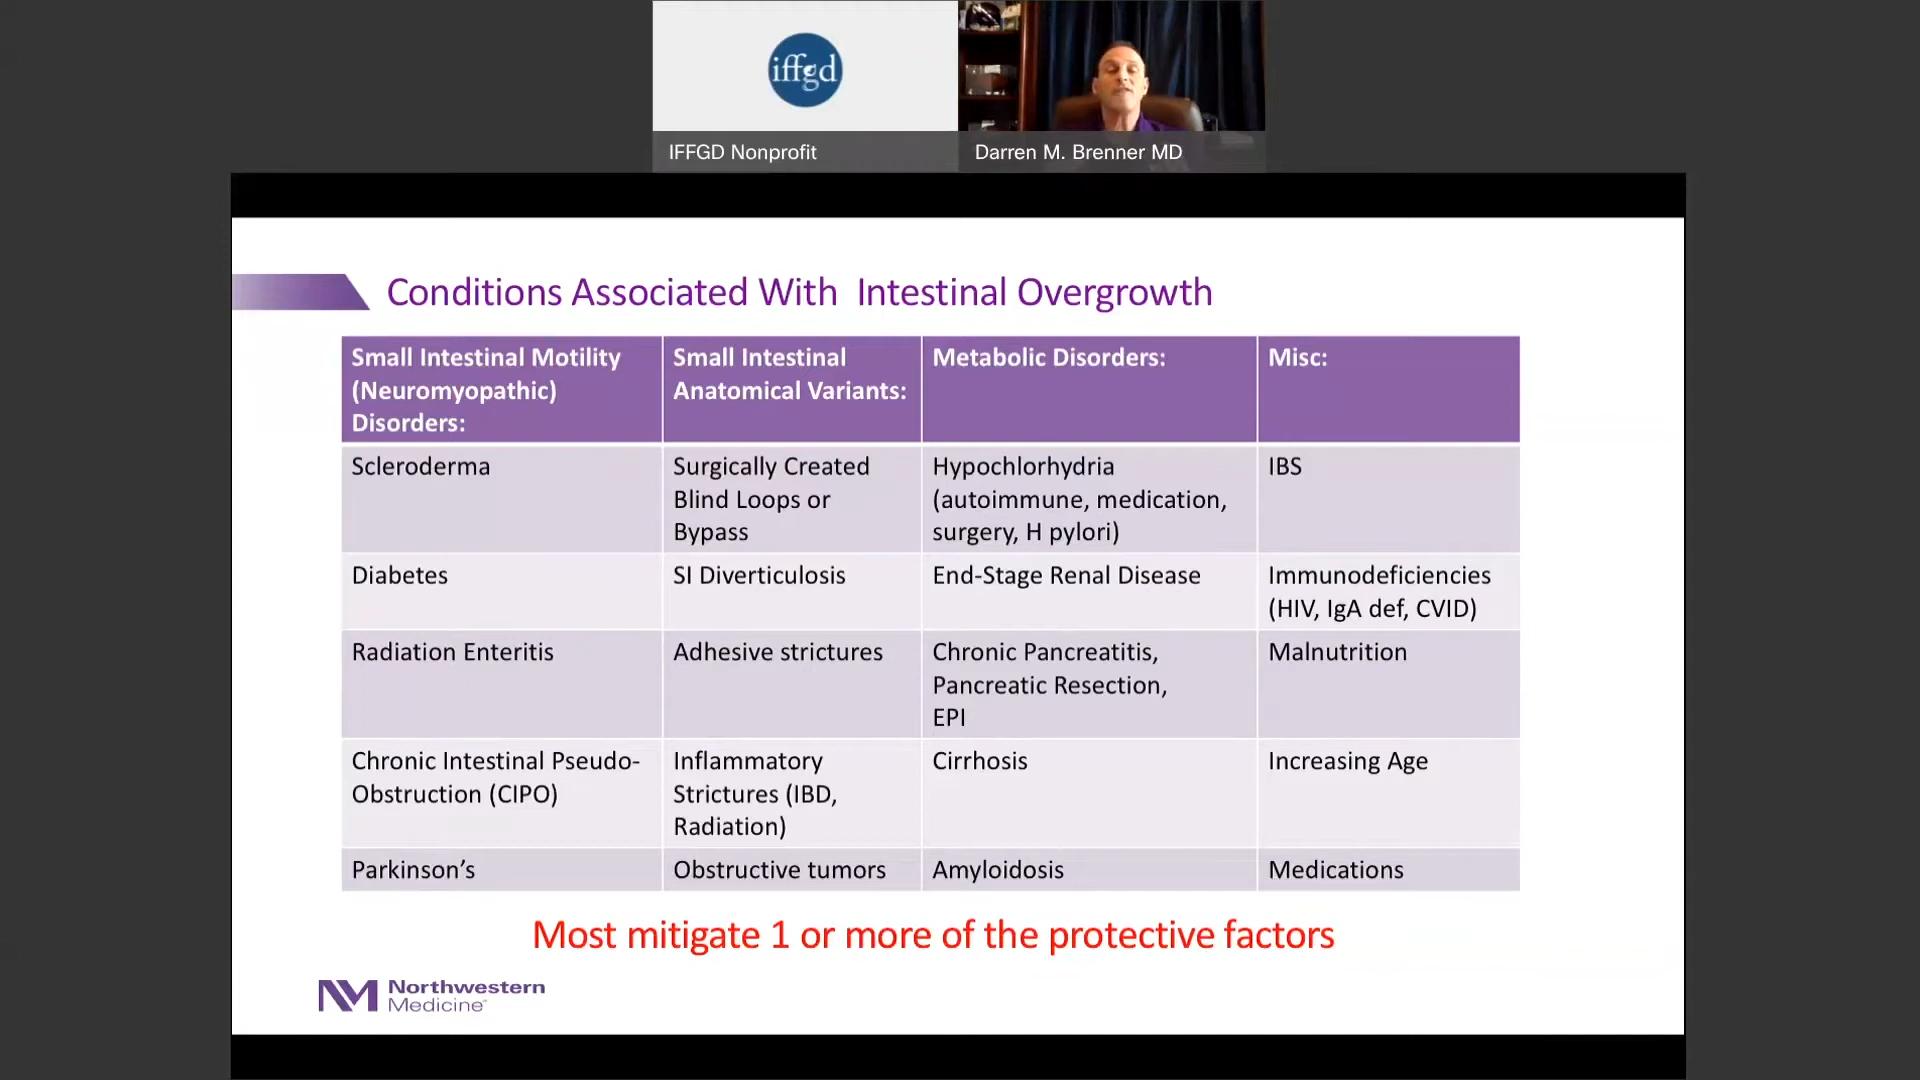 iffgd
IFFGD Nonprofit
Darren M. Brenner MD
Conditions Associated With  Intestinal Overgrowth
Small Intestinal Motility
(Neuromyopathic)
Disorders:
Small Intestinal
Anatomical Variants:
Metabolic Disorders:
Misc:
Scleroderma
Surgically Created
Blind Loops or
Bypass
Hypochlorhydria
(autoimmune, medication,
surgery, H pylori)
IBS
Diabetes
SI Diverticulosis
End-Stage Renal Disease
Immunodeficiencies
(HIV, IgA def, CVID)
Radiation Enteritis
Adhesive strictures
Chronic Pancreatitis,
Pancreatic Resection,
EPI
Malnutrition
Chronic Intestinal Pseudo-
Obstruction (CIPO)
Inflammatory
Strictures (IBD,
Radiation)
Cirrhosis
Increasing Age
Parkinson’s
Obstructive tumors
Amyloidosis
Medications
Most mitigate 1 or more of the protective factors
NM
Northwestern
Medicine™